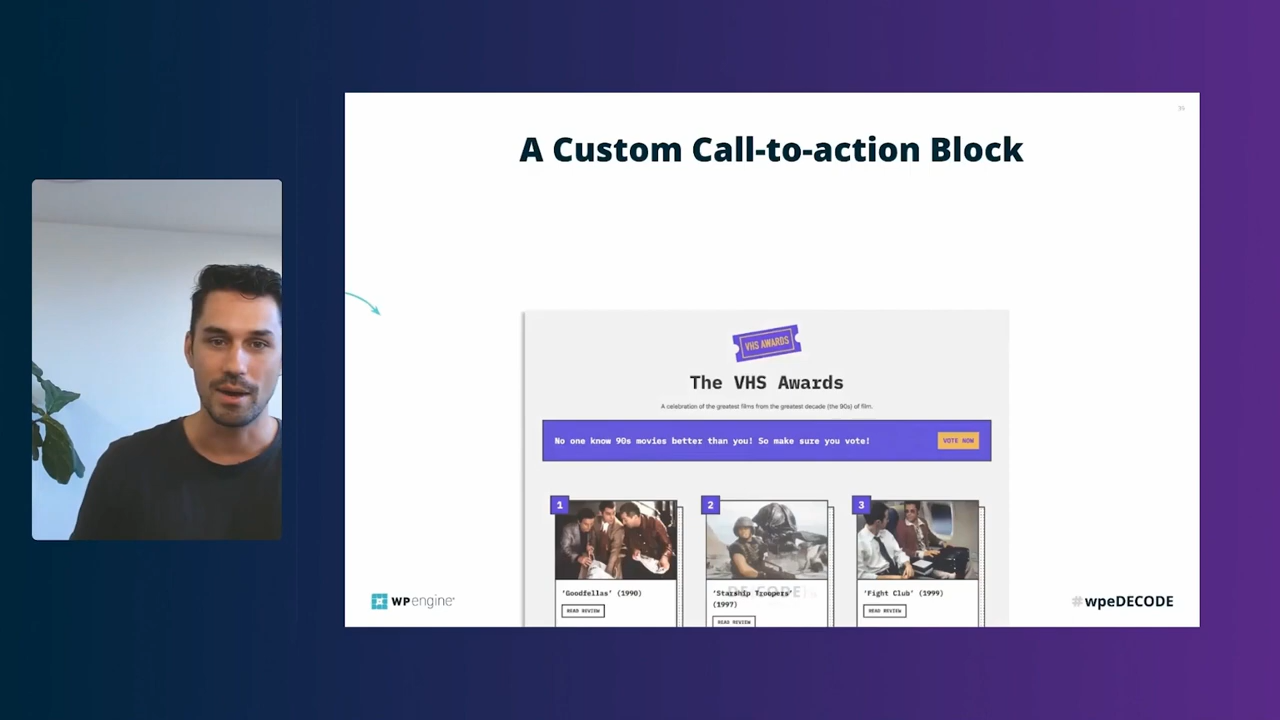 A Custom Call-to-action Block
VHS AWARDS
The VHS Awards
A celebration of the greatest films from the greatest decade (the 90s) of film.
No one know 90s movies better than you! So make sure you vote!
VOTE NOW
1
2
3
'Goodfellas' (1990)
READ REVIEW
'Starship Troopers'
(1997)
READ REVIEW
'Fight Club' (1999)
READ REVIEW
WPengine
#wpeDECODE